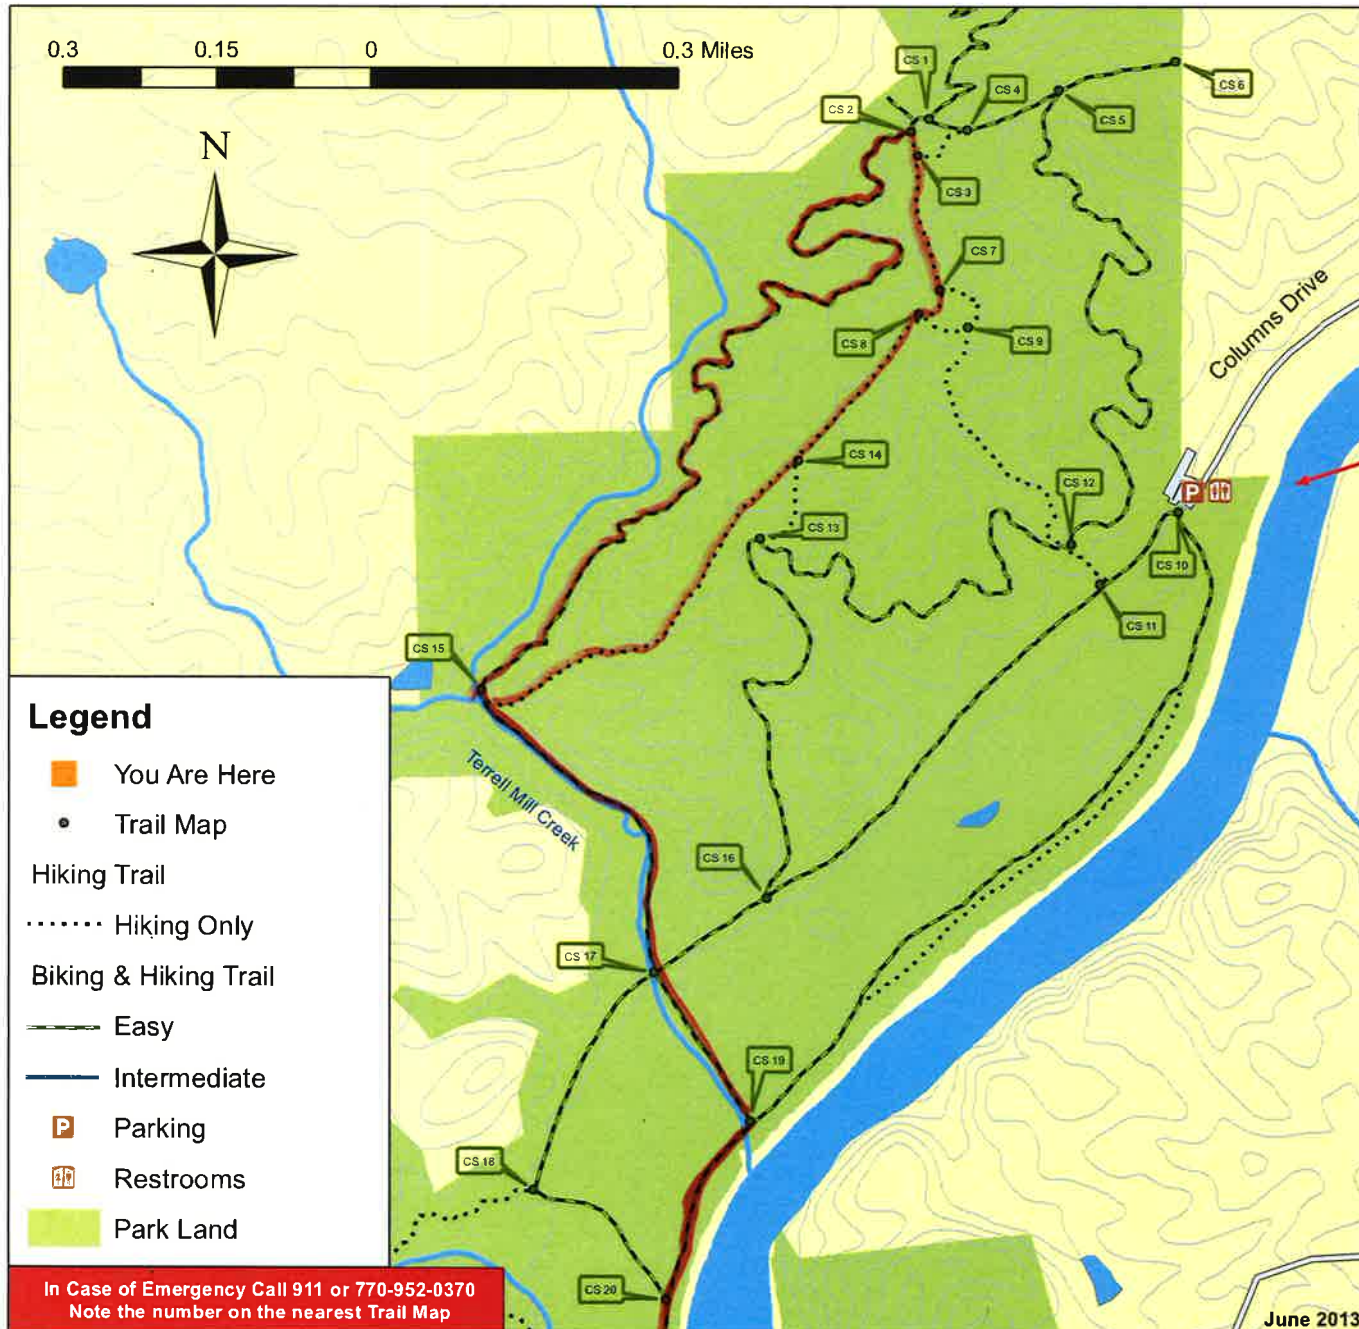 0.3 0.15 0 0.3 Miles
N
CS 1
CS 2
CS 4
CS 6
CS 5
CS 3
CS 7
CS 8
CS 9
Columns Drive
CS 14
CS 12
P
CS 13
CS 10
CS 11
CS 15
Terrell Mill Creek
CS 16
CS 17
CS 19
CS 18
CS 20
Legend
You Are Here
Trail Map
Hiking Trail
Hiking Only
Biking & Hiking Trail
Easy
Intermediate
P Parking
Restrooms
Park Land
In Case of Emergency Call 911 or 770-952-0370
Note the number on the nearest Trail Map
June 2013